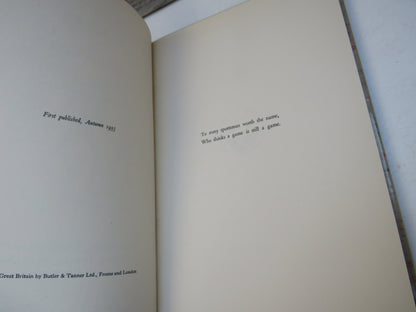 First published, Autumn 1935
Great Britain by Butler & Tanner Ltd., Frome and London
To every sportsman worth the name,
Who thinks a game is still a game.